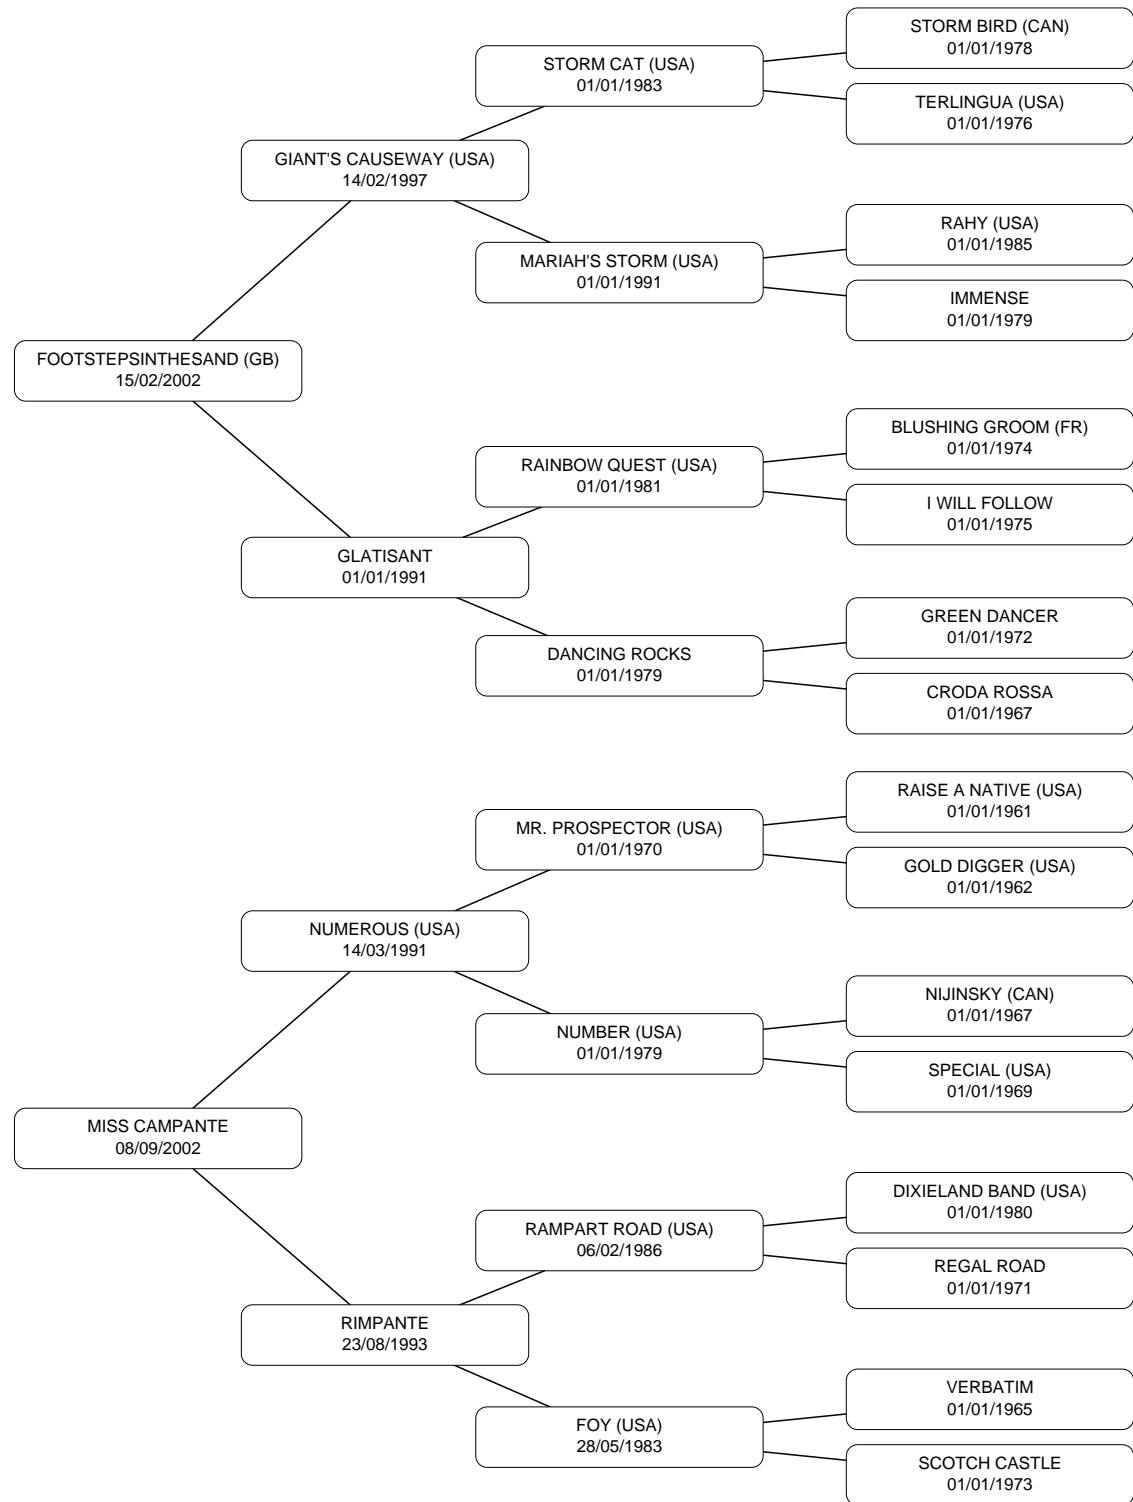 STORM BIRD (CAN)
01/01/1978
STORM CAT (USA)
01/01/1983
TERLINGUA (USA)
01/01/1976
GIANT'S CAUSEWAY (USA)
14/02/1997
RAHY (USA)
01/01/1985
MARIAH'S STORM (USA)
01/01/1991
IMMENSE
01/01/1979
FOOTSTEPSINTHESAND (GB)
15/02/2002
BLUSHING GROOM (FR)
01/01/1974
RAINBOW QUEST (USA)
01/01/1981
I WILL FOLLOW
01/01/1975
GLATISANT
01/01/1991
GREEN DANCER
01/01/1972
DANCING ROCKS
01/01/1979
CRODA ROSSA
01/01/1967
RAISE A NATIVE (USA)
01/01/1961
MR. PROSPECTOR (USA)
01/01/1970
GOLD DIGGER (USA)
01/01/1962
NUMEROUS (USA)
14/03/1991
NIJINSKY (CAN)
01/01/1967
NUMBER (USA)
01/01/1979
SPECIAL (USA)
01/01/1969
MISS CAMPANTE
08/09/2002
DIXIELAND BAND (USA)
01/01/1980
RAMPART ROAD (USA)
06/02/1986
REGAL ROAD
01/01/1971
RIMPANTE
23/08/1993
VERBATIM
01/01/1965
FOY (USA)
28/05/1983
SCOTCH CASTLE
01/01/1973